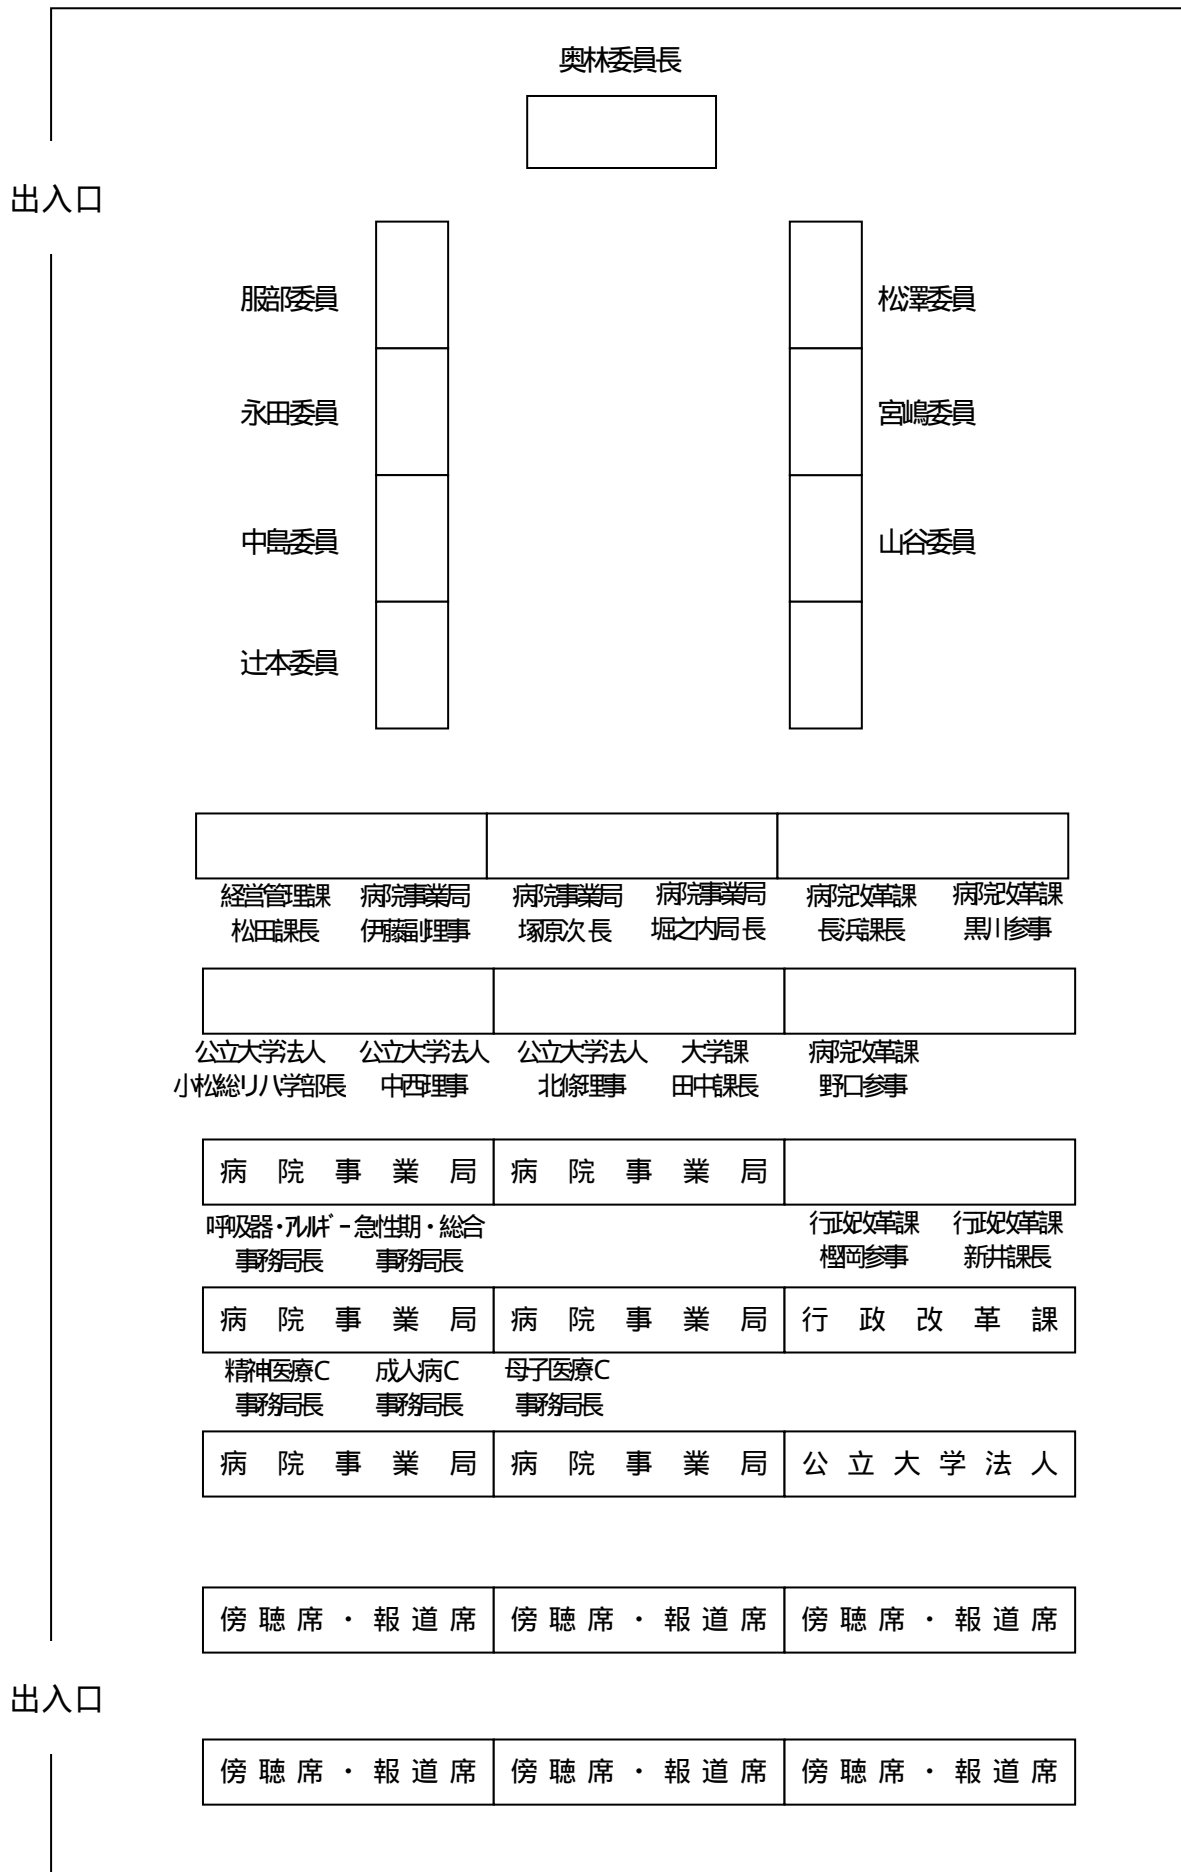 奥林委員長
出入口
服部委員 松澤委員
永田委員 宮嶋委員
中島委員 山谷委員
辻本委員
経営管理課 病院事業局 病院事業局 病院事業局 病院改革課 病院改革課
松田課長 伊藤副理事 塚原次長 堀之内局長 長浜課長 黒川参事
公立大学法人 公立大学法人 公立大学法人 大学課 病院改革課
小松総リハ学部長 中西理事 北條理事 田中課長 野口参事
病院事業局 病院事業局
呼吸器・アレルギー 急性期・総合 行政改革課 行政改革課
事務局長 事務局長 樫岡参事 新井課長
病院事業局 病院事業局 行政改革課
精神医療C 成人病C 母子医療C
事務局長 事務局長 事務局長
病院事業局 病院事業局 公立大学法人
傍聴席・報道席 傍聴席・報道席 傍聴席・報道席
出入口
傍聴席・報道席 傍聴席・報道席 傍聴席・報道席